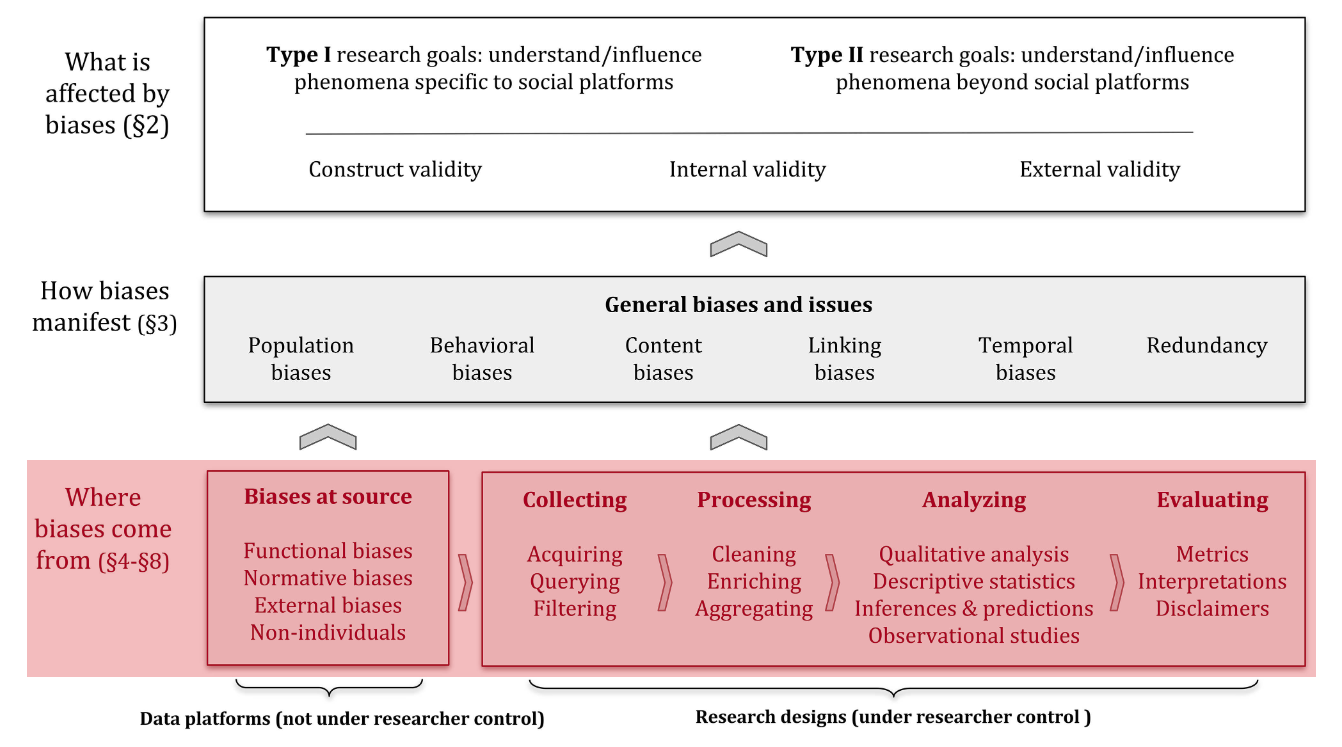 What is
affected by
biases (§2)
Type I research goals: understand/influence
phenomena specific to social platforms
Type II research goals: understand/influence
phenomena beyond social platforms
Construct validity
Internal validity
External validity
How biases
manifest (§3)
General biases and issues
Population
biases
Behavioral
biases
Content
biases
Linking
biases
Temporal
biases
Redundancy
Where
biases come
from (§4-§8)
Biases at source
Functional biases
Normative biases
External biases
Non-individuals
Collecting
Acquiring
Querying
Filtering
Processing
Cleaning
Enriching
Aggregating
Analyzing
Qualitative analysis
Descriptive statistics
Inferences & predictions
Observational studies
Evaluating
Metrics
Interpretations
Disclaimers
Data platforms (not under researcher control)
Research designs (under researcher control )